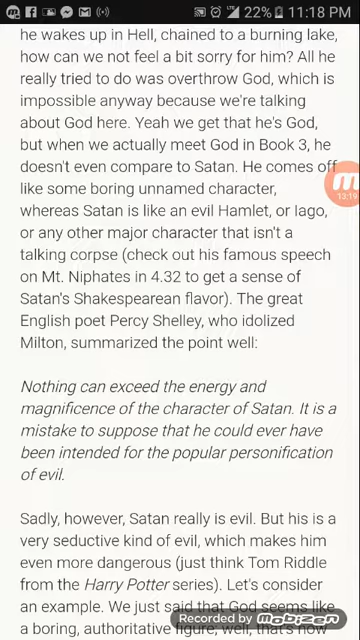 22% 11:18 PM
he wakes up in Hell, chained to a burning lake,
how can we not feel a bit sorry for him? All he
really tried to do was overthrow God, which is
impossible anyway because we're talking
about God here. Yeah we get that he's God,
but when we actually meet God in Book 3, he
doesn't even compare to Satan. He comes off
like some boring unnamed character,
whereas Satan is like an evil Hamlet, or Iago,
13:10
or any other major character that isn't a
talking corpse (check out his famous speech
on Mt. Niphates in 4.32 to get a sense of
Satan's Shakespearean flavor). The great
English poet Percy Shelley, who idolized
Milton, summarized the point well:
Nothing can exceed the energy and
magnificence of the character of Satan. It is a
mistake to suppose that he could ever have
been intended for the popular personification
of evil.
Sadly, however, Satan really is evil. But his is a
very seductive kind of evil, which makes him
even more dangerous (just think Tom Riddle
from the Harry Potter series). Let's consider
an example. We just said that God seems like
a boring, authoritative figure; well, that's how
Recorded by mobizen